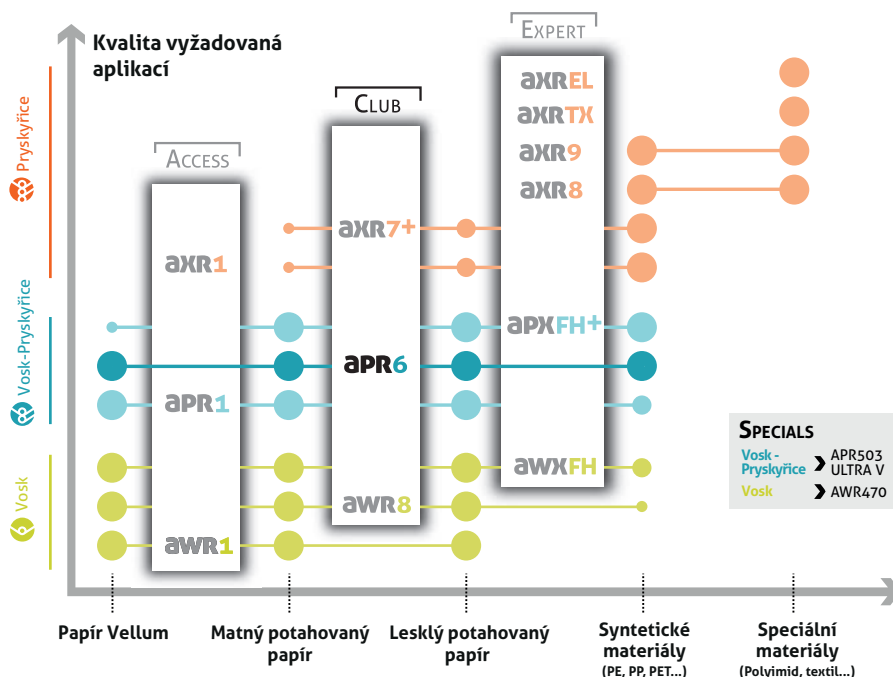 Kvalita vyžadovaná
aplikací
Access
Club
Expert
Pryskyřice
Vosk-Pryskyřice
Vosk
aXREL
aXRTX
aXR9
aXR8
aXR7+
aXR1
aPXFH+
aPR6
aPR1
aWXFH
aWR8
aWR1
Specials
Vosk -
Pryskyřice
APR503
ULTRA V
Vosk
AWR470
Papír Vellum
Matný potahovaný
papír
Lesklý potahovaný
papír
Syntetické
materiály
(PE, PP, PET...)
Speciální
materiály
(Polyimid, textil...)